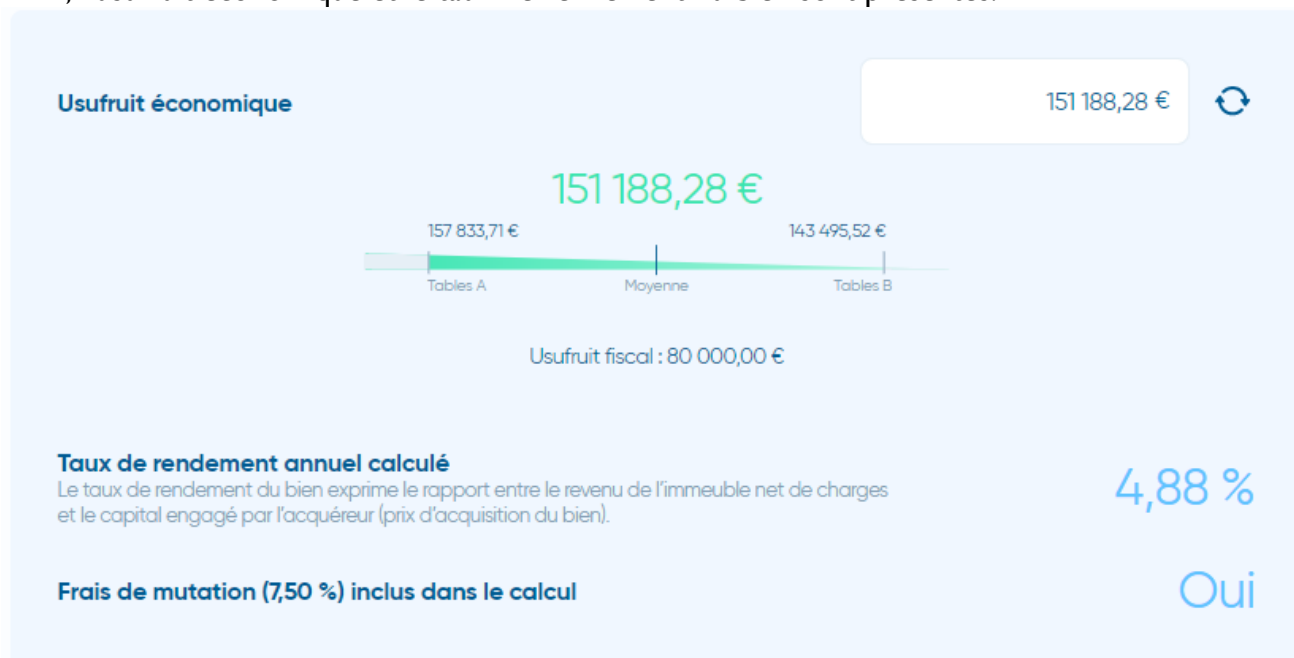 Usufruit économique
151 188,28 €
151 188,28 €
157 833,71 €
143 495,52 €
Tables A
Moyenne
Tables B
Usufruit fiscal : 80 000,00 €
Taux de rendement annuel calculé
Le taux de rendement du bien exprime le rapport entre le revenu de l'immeuble net de charges
et le capital engagé par l'acquéreur (prix d'acquisition du bien).
4,88 %
Frais de mutation (7,50 %) inclus dans le calcul
Oui